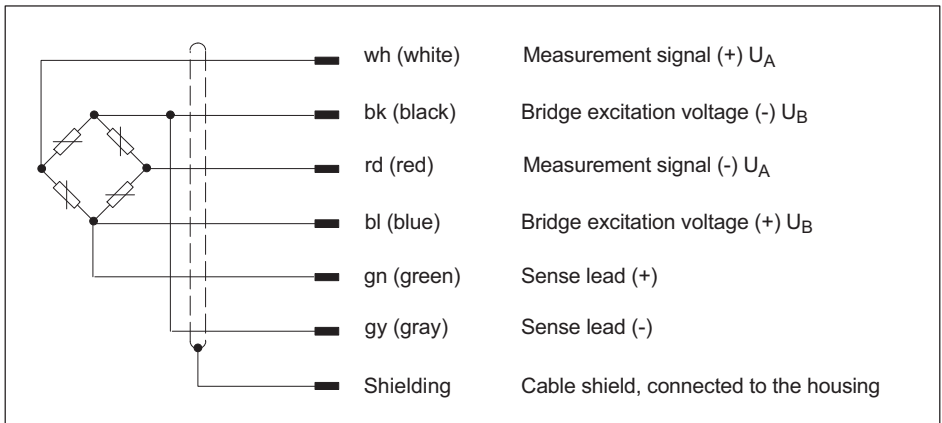 wh (white) Measurement signal (+) UA
bk (black) Bridge excitation voltage (-) UB
rd (red) Measurement signal (-) UA
bl (blue) Bridge excitation voltage (+) UB
gn (green) Sense lead (+)
gy (gray) Sense lead (-)
Shielding Cable shield, connected to the housing